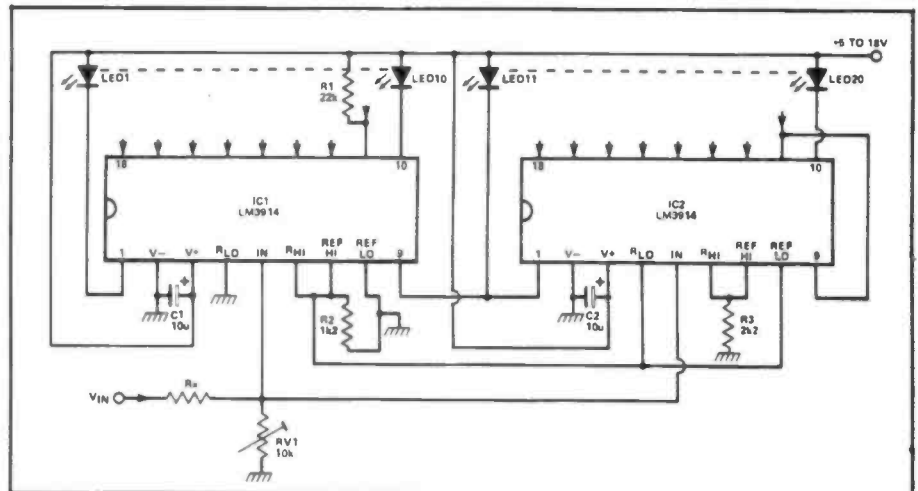 +5 TO 18V
LED1
LED10
LED11
LED20
R1
22k
18
10
18
10
IC1
LM3914
IC2
LM3914
1
V−
V+
RLO
IN
RHI
REF
HI
REF
LO
9
1
V−
V+
RLO
IN
RHI
REF
HI
REF
LO
9
C1
10u
R2
1k2
C2
10u
R3
2k2
VIN
Rx
RV1
10k